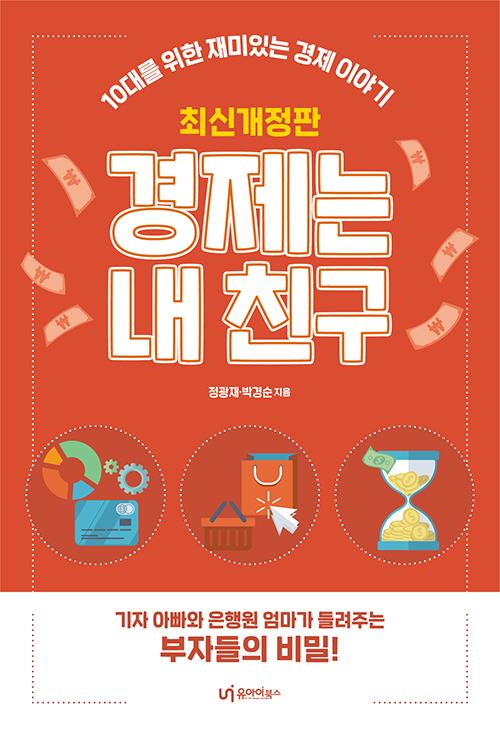 10대를 위한 재미있는 경제 이야기
최신개정판
경제는
내 친구
정광재·박경순 지음
₩
₩
₩
₩
₩
₩
기자 아빠와 은행원 엄마가 들려주는
부자들의 비밀!
유아이북스